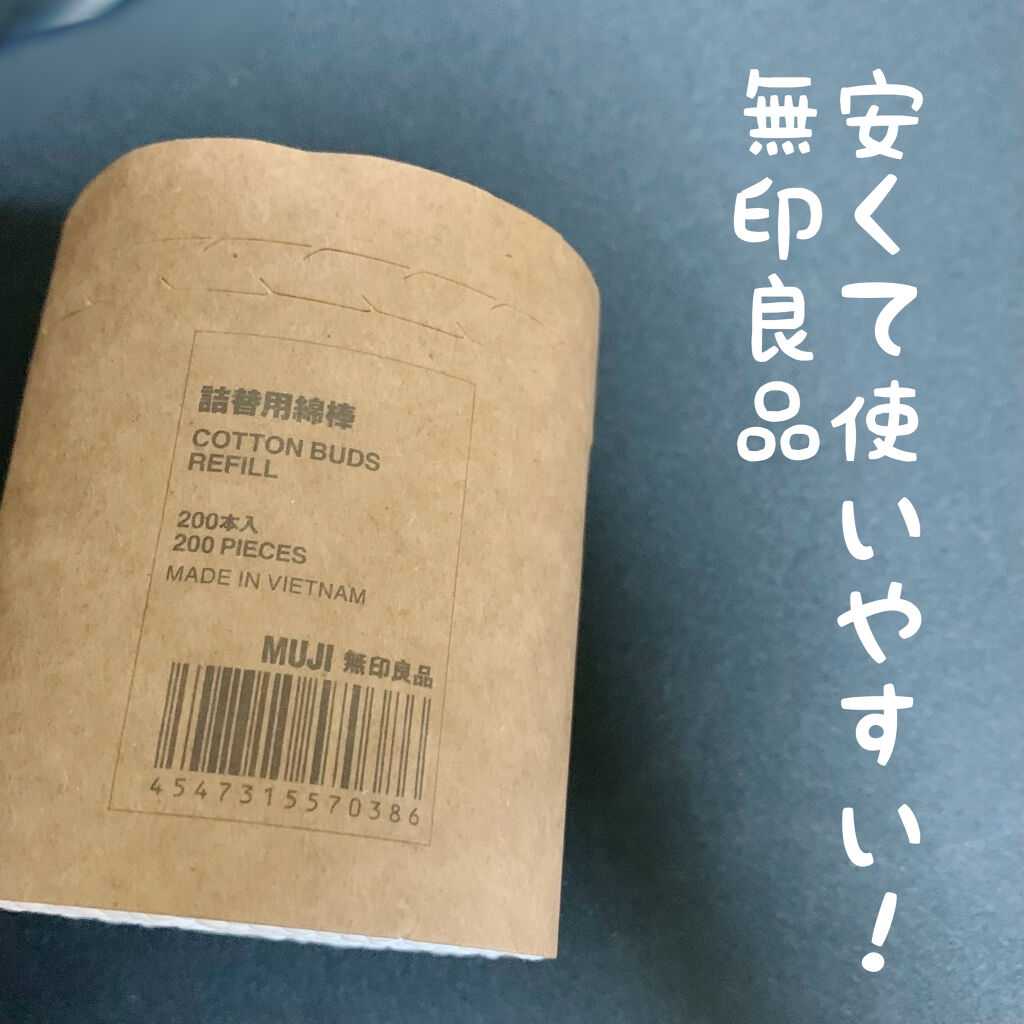 安くて使いやすい!
無印良品
詰替用綿棒
COTTON BUDS
REFILL
200本入
200 PIECES
MADE IN VIETNAM
MUJI 無印良品
4547315570386